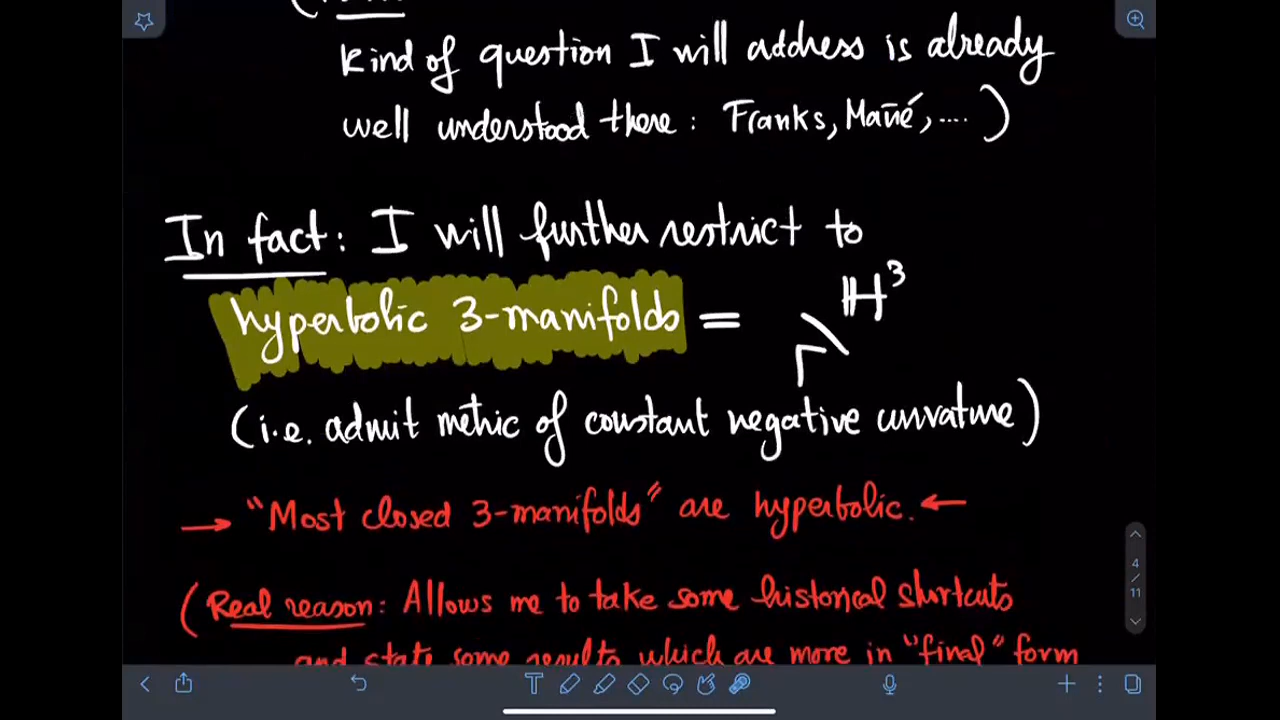 kind of question I will address is already
well understood there : Franks, Mañé, .... )
In fact : I will further restrict to
hyperbolic 3-manifolds = Γ \ ℍ³
(i.e. admit metric of constant negative curvature)
→ "Most closed 3-manifolds" are hyperbolic. ←
(Real reason : Allows me to take some historical shortcuts
and state some results which are more in "final" form
4
/
11